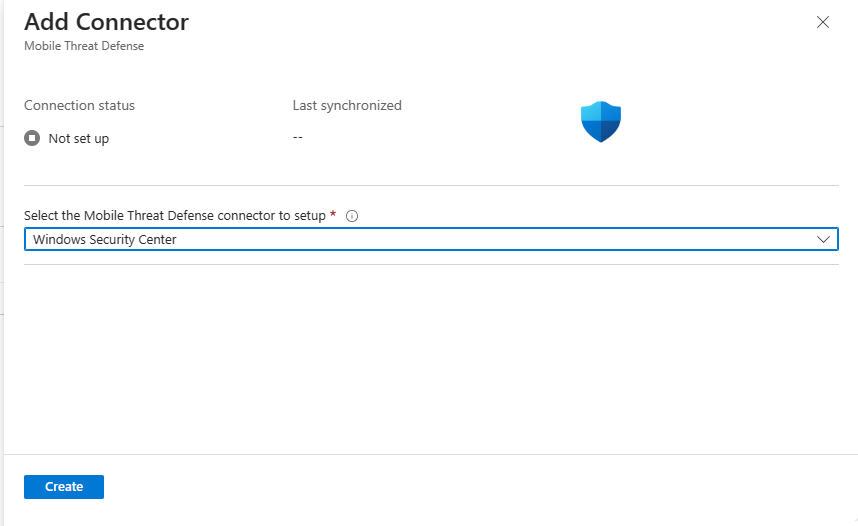 Add Connector
Mobile Threat Defense
Connection status
Last synchronized
Not set up
--
Select the Mobile Threat Defense connector to setup *
Windows Security Center
Create